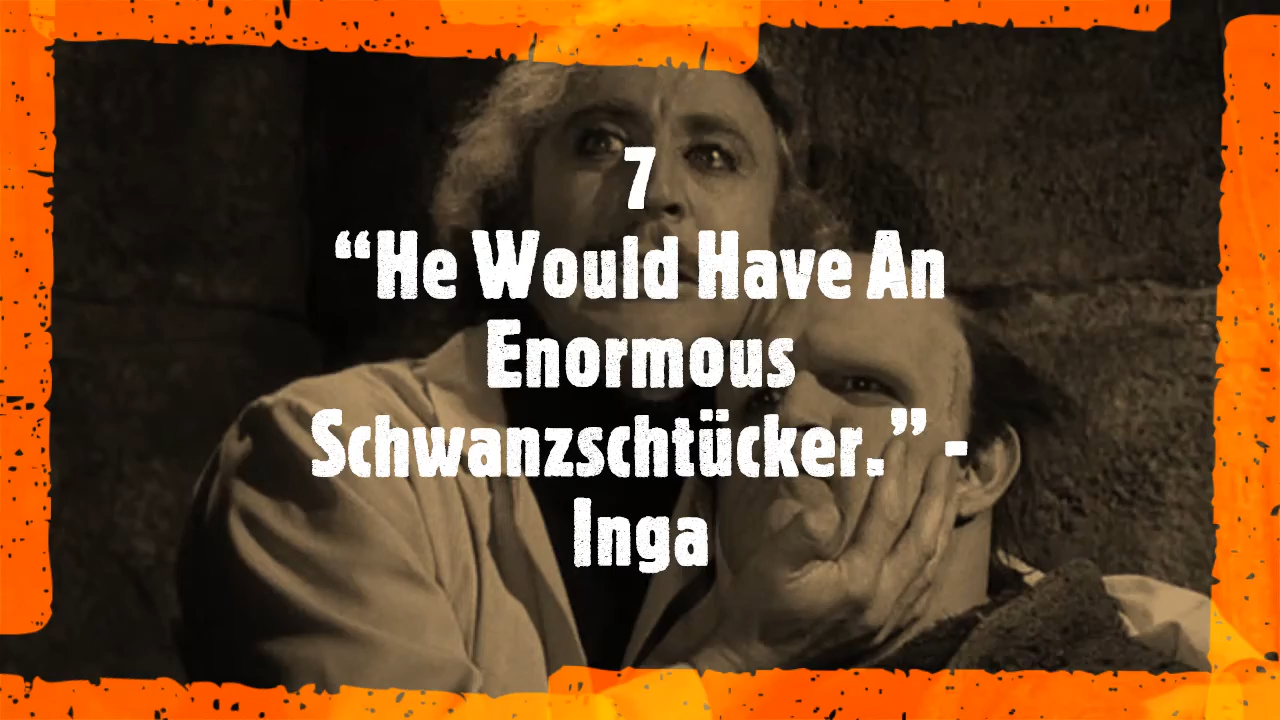 7
“He Would Have An
Enormous
Schwanzschtücker.” -
Inga